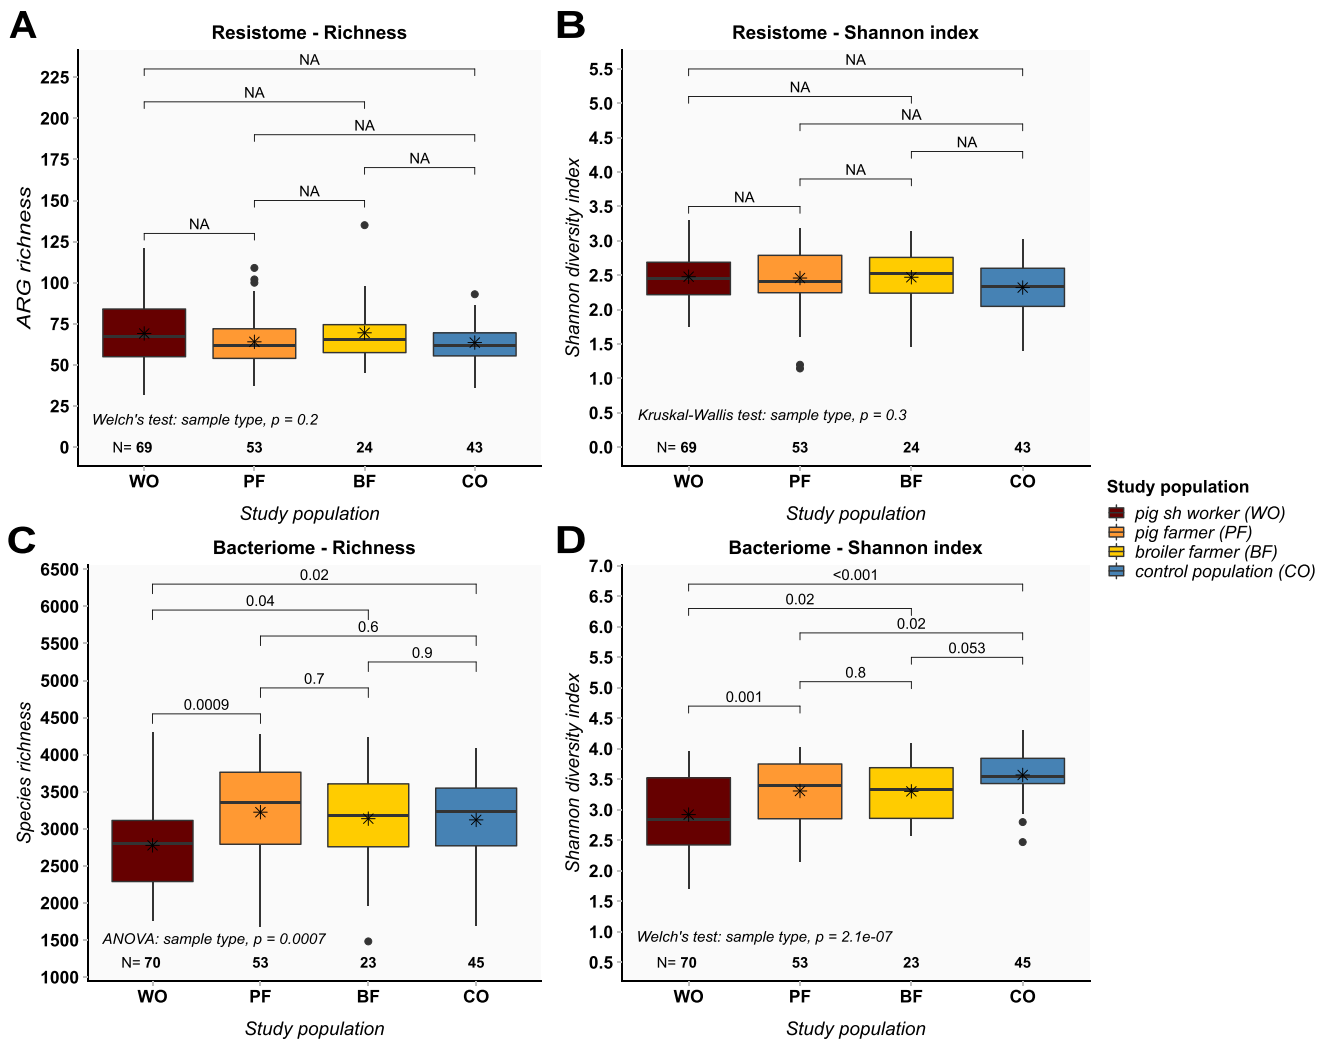 A
Resistome - Richness
ARG richness
225
200
175
150
125
100
75
50
25
0
NA
NA
NA
NA
NA
NA
Welch's test: sample type, p = 0.2
N= 69 53 24 43
WO PF BF CO
Study population
B
Resistome - Shannon index
Shannon diversity index
5.5
5.0
4.5
4.0
3.5
3.0
2.5
2.0
1.5
1.0
0.5
0.0
NA
NA
NA
NA
NA
NA
Kruskal-Wallis test: sample type, p = 0.3
N= 69 53 24 43
WO PF BF CO
Study population
C
Bacteriome - Richness
Species richness
6500
6000
5500
5000
4500
4000
3500
3000
2500
2000
1500
1000
0.02
0.04
0.6
0.9
0.7
0.0009
ANOVA: sample type, p = 0.0007
N= 70 53 23 45
WO PF BF CO
Study population
D
Bacteriome - Shannon index
Shannon diversity index
7.0
6.5
6.0
5.5
5.0
4.5
4.0
3.5
3.0
2.5
2.0
1.5
1.0
0.5
<0.001
0.02
0.02
0.053
0.8
0.001
Welch's test: sample type, p = 2.1e-07
N= 70 53 23 45
WO PF BF CO
Study population
Study population
pig sh worker (WO)
pig farmer (PF)
broiler farmer (BF)
control population (CO)